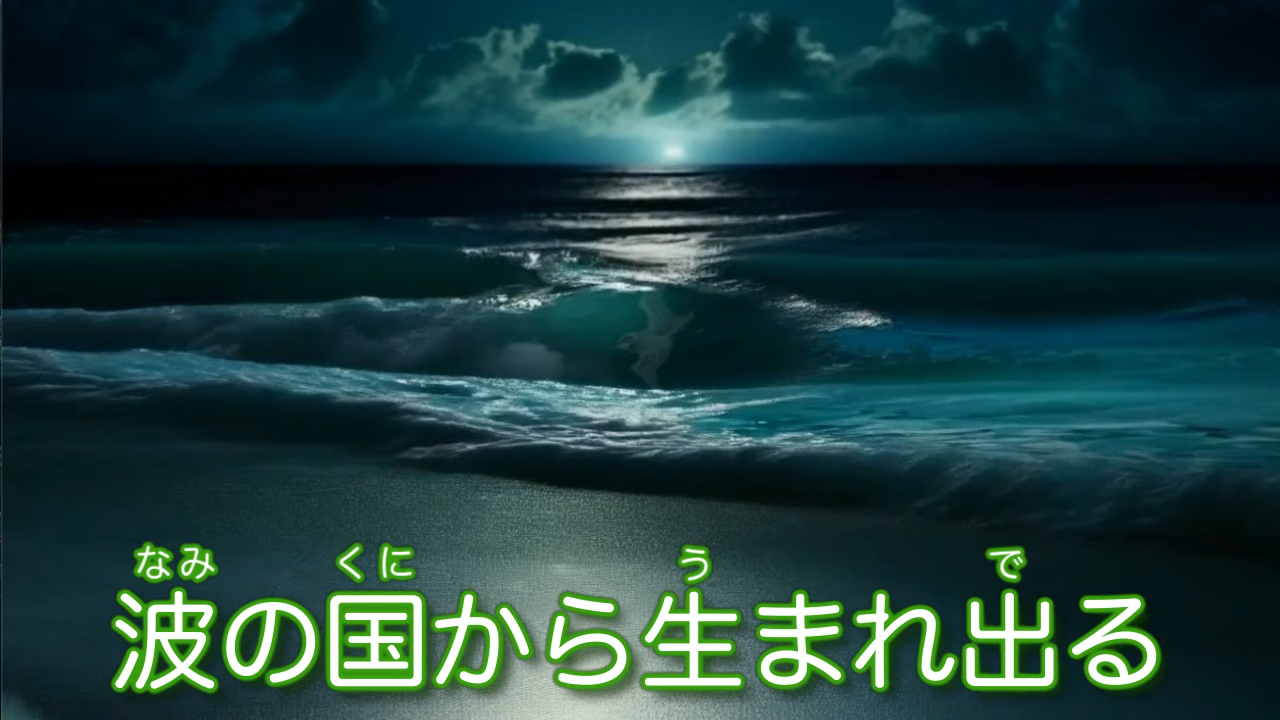 なみ くに う で
波の国から生まれ出る